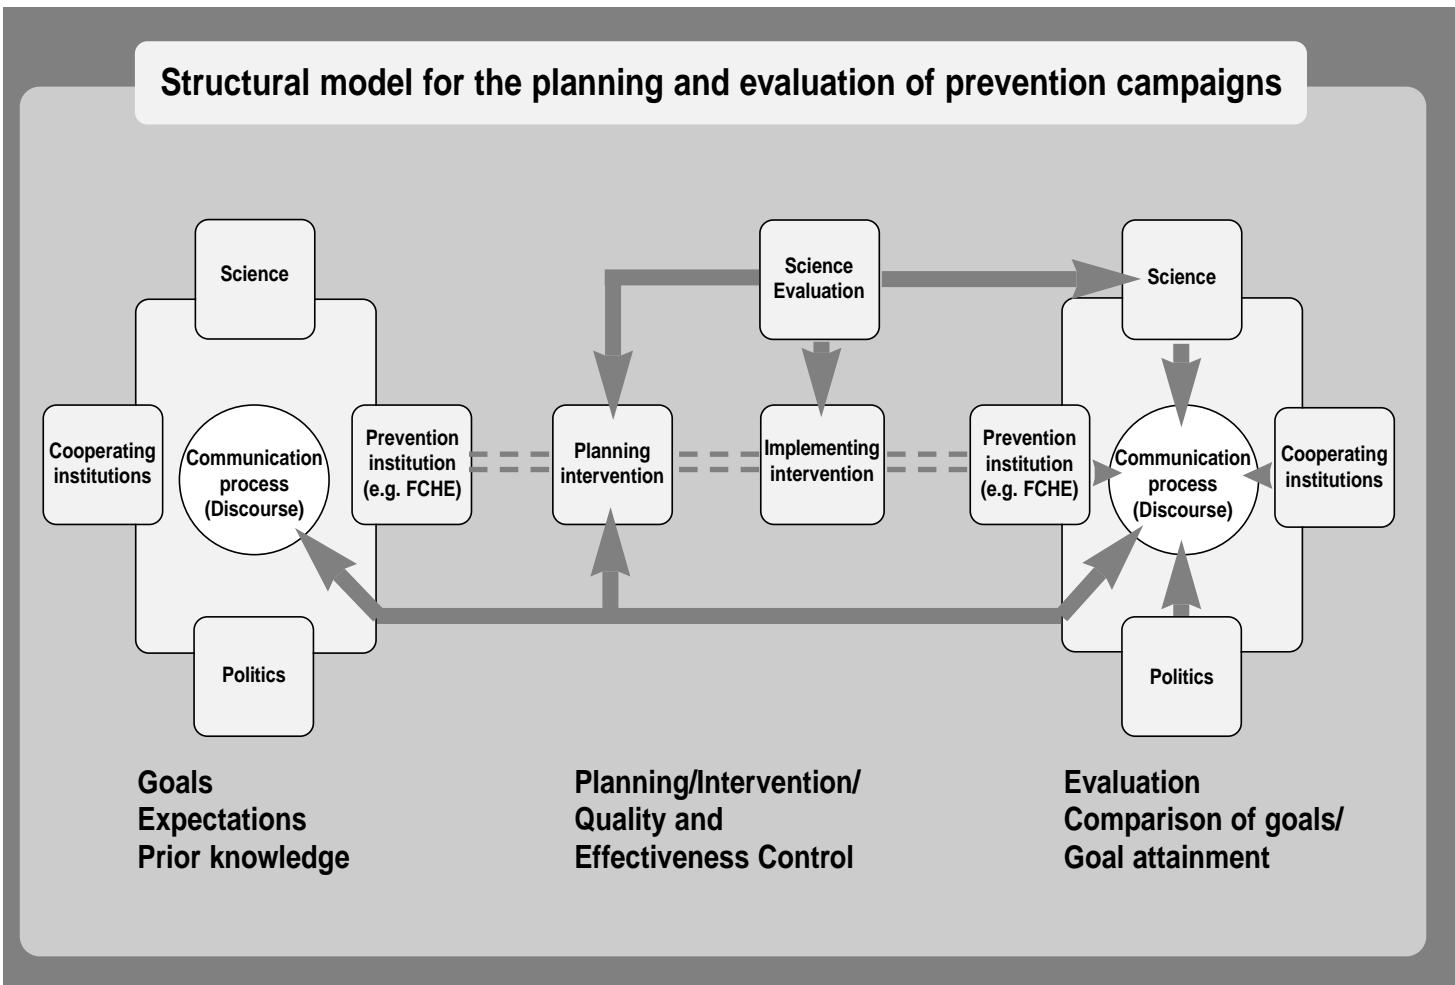 Structural model for the planning and evaluation of prevention campaigns
Science
Cooperating
institutions
Communication
process
(Discourse)
Prevention
institution
(e.g. FCHE)
Politics
Science
Evaluation
Planning
intervention
Implementing
intervention
Science
Prevention
institution
(e.g. FCHE)
Communication
process
(Discourse)
Cooperating
institutions
Politics
Goals
Expectations
Prior knowledge
Planning/Intervention/
Quality and
Effectiveness Control
Evaluation
Comparison of goals/
Goal attainment